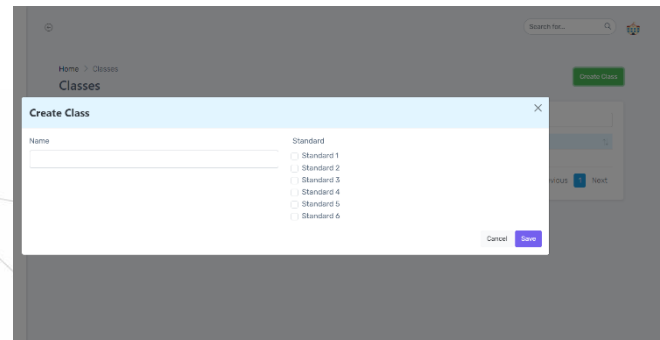 Search for...
Home > Classes
Classes
Create Class
Create Class
Name
Standard
Standard 1
Standard 2
Standard 3
Standard 4
Standard 5
Standard 6
vious
Next
Cancel
Save